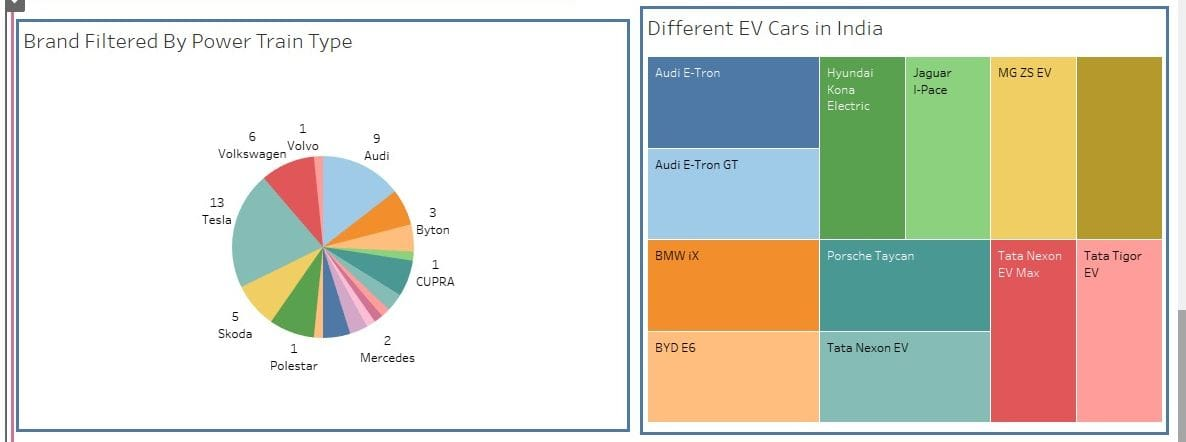 Brand Filtered By Power Train Type
1
Volvo
6
Volkswagen
9
Audi
13
Tesla
3
Byton
1
CUPRA
5
Skoda
1
Polestar
2
Mercedes
Different EV Cars in India
Audi E-Tron
Hyundai
Kona
Electric
Jaguar
I-Pace
MG ZS EV
Audi E-Tron GT
BMW iX
Porsche Taycan
Tata Nexon
EV Max
Tata Tigor
EV
BYD E6
Tata Nexon EV